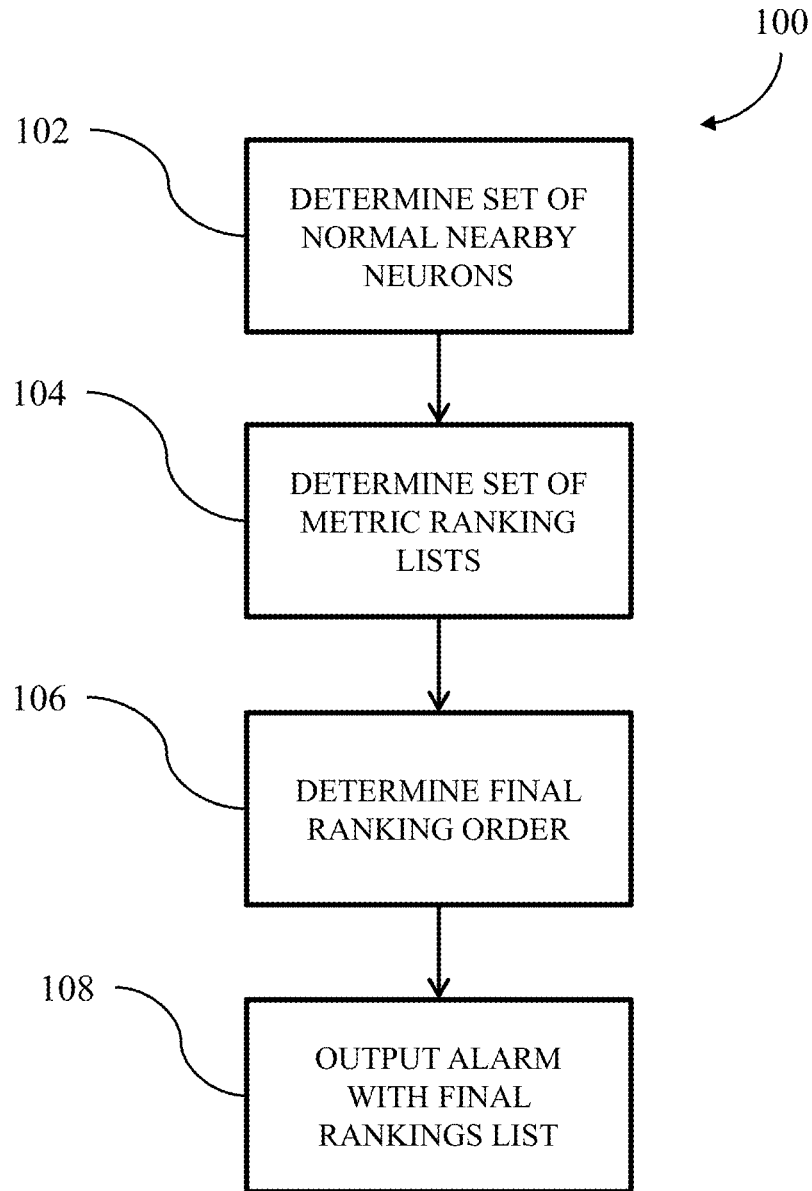 100
102
DETERMINE SET OF
NORMAL NEARBY
NEURONS
104
DETERMINE SET OF
METRIC RANKING
LISTS
106
DETERMINE FINAL
RANKING ORDER
108
OUTPUT ALARM
WITH FINAL
RANKINGS LIST